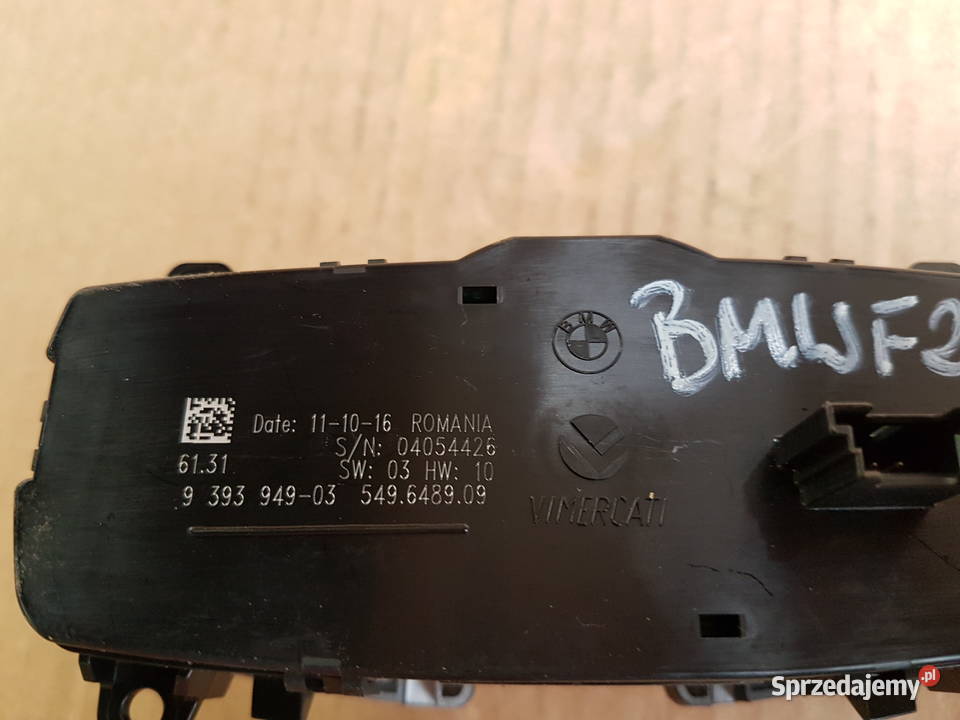 BMW
BMWF2
Date: 11-10-16 ROMANIA
S/N: 04054426
61.31 SW: 03 HW: 10
9 393 949-03 549.6489.09
VIMERCATI
Sprzedajemy.pl